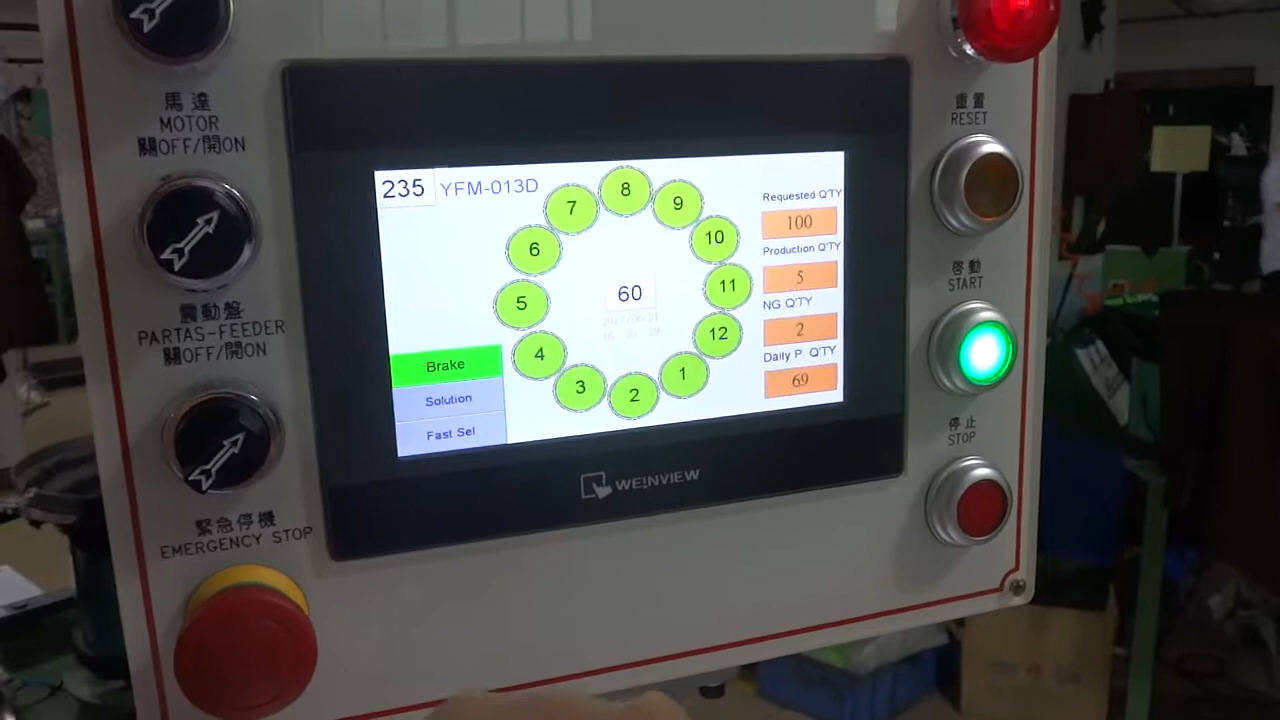 馬達
MOTOR
關OFF/開ON
震動盤
PARTAS-FEEDER
關OFF/開ON
緊急停機
EMERGENCY STOP
235
YFM-013D
8
7
9
6
10
5
11
4
12
3
1
2
60
Brake
Solution
Fast Sel
Requested Q'TY
100
Production Q'TY
5
NG Q'TY
2
Daily P. Q'TY
69
WEINVIEW
重置
RESET
啓動
START
停止
STOP